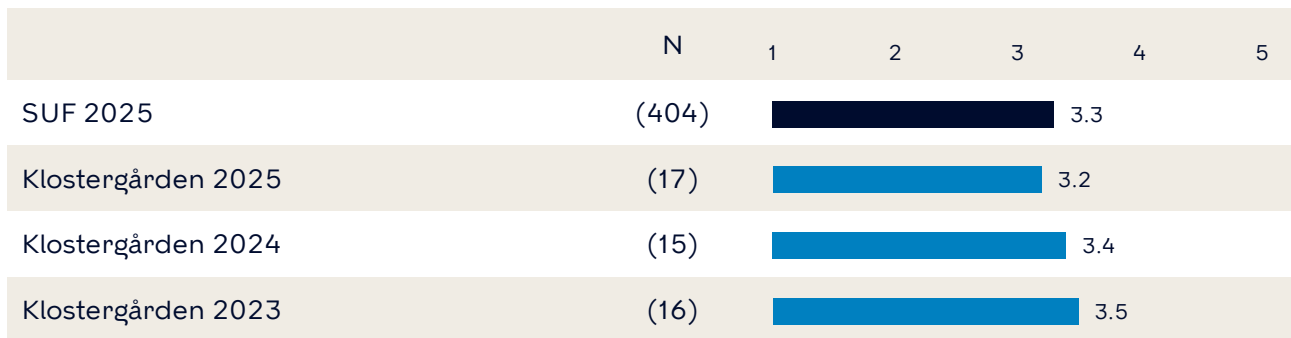 N 1 2 3 4 5
SUF 2025 (404) 3.3
Klostergården 2025 (17) 3.2
Klostergården 2024 (15) 3.4
Klostergården 2023 (16) 3.5